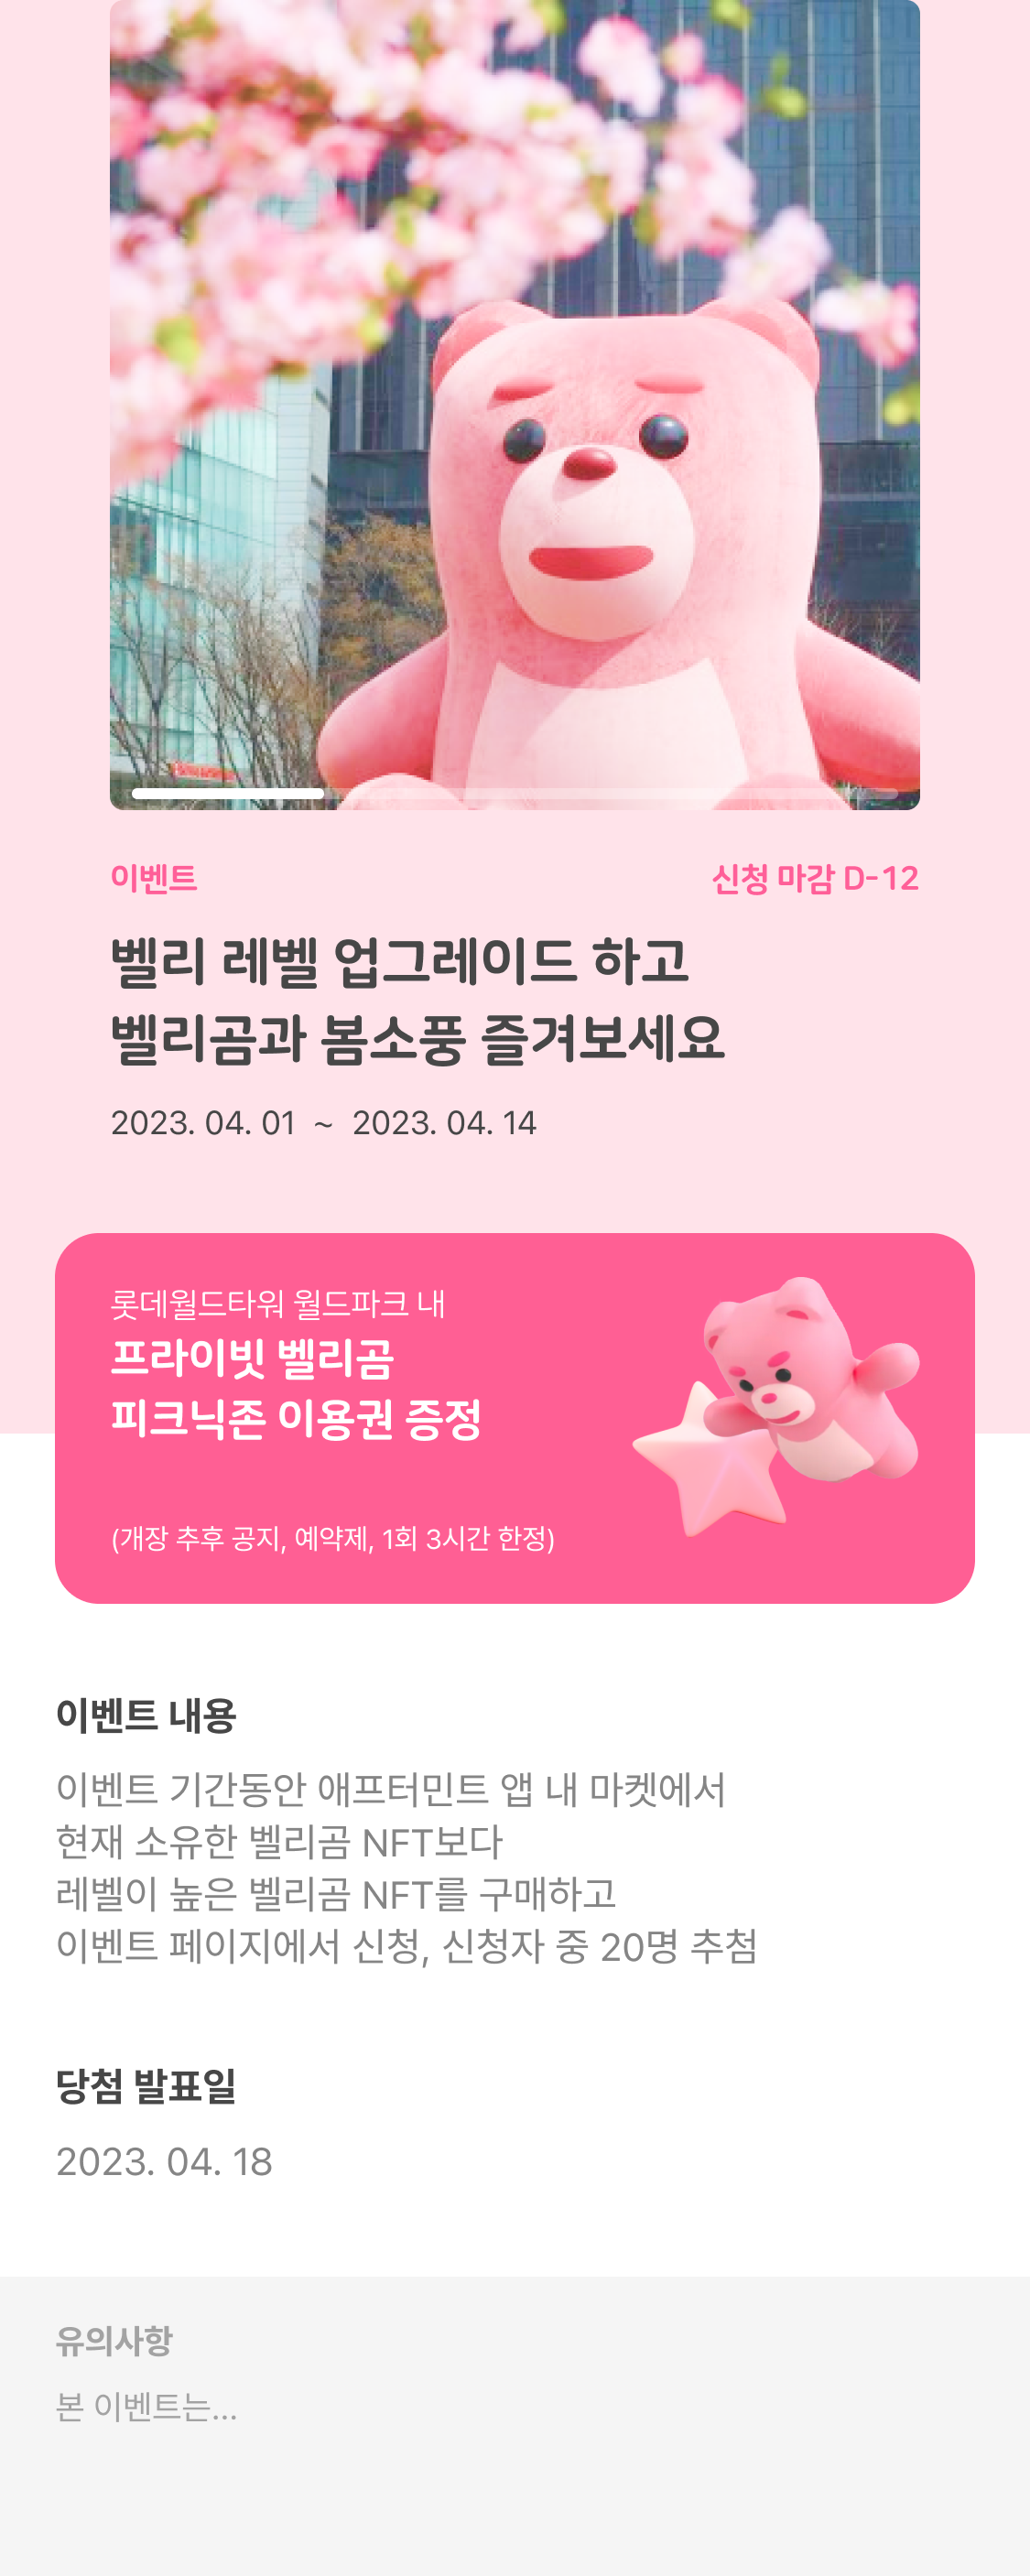 이벤트
신청 마감 D-12
벨리 레벨 업그레이드 하고
벨리곰과 봄소풍 즐겨보세요
2023. 04. 01 ~ 2023. 04. 14
롯데월드타워 월드파크 내
프라이빗 벨리곰
피크닉존 이용권 증정
(개장 추후 공지, 예약제, 1회 3시간 한정)
이벤트 내용
이벤트 기간동안 애프터민트 앱 내 마켓에서
현재 소유한 벨리곰 NFT보다
레벨이 높은 벨리곰 NFT를 구매하고
이벤트 페이지에서 신청, 신청자 중 20명 추첨
당첨 발표일
2023. 04. 18
유의사항
본 이벤트는...